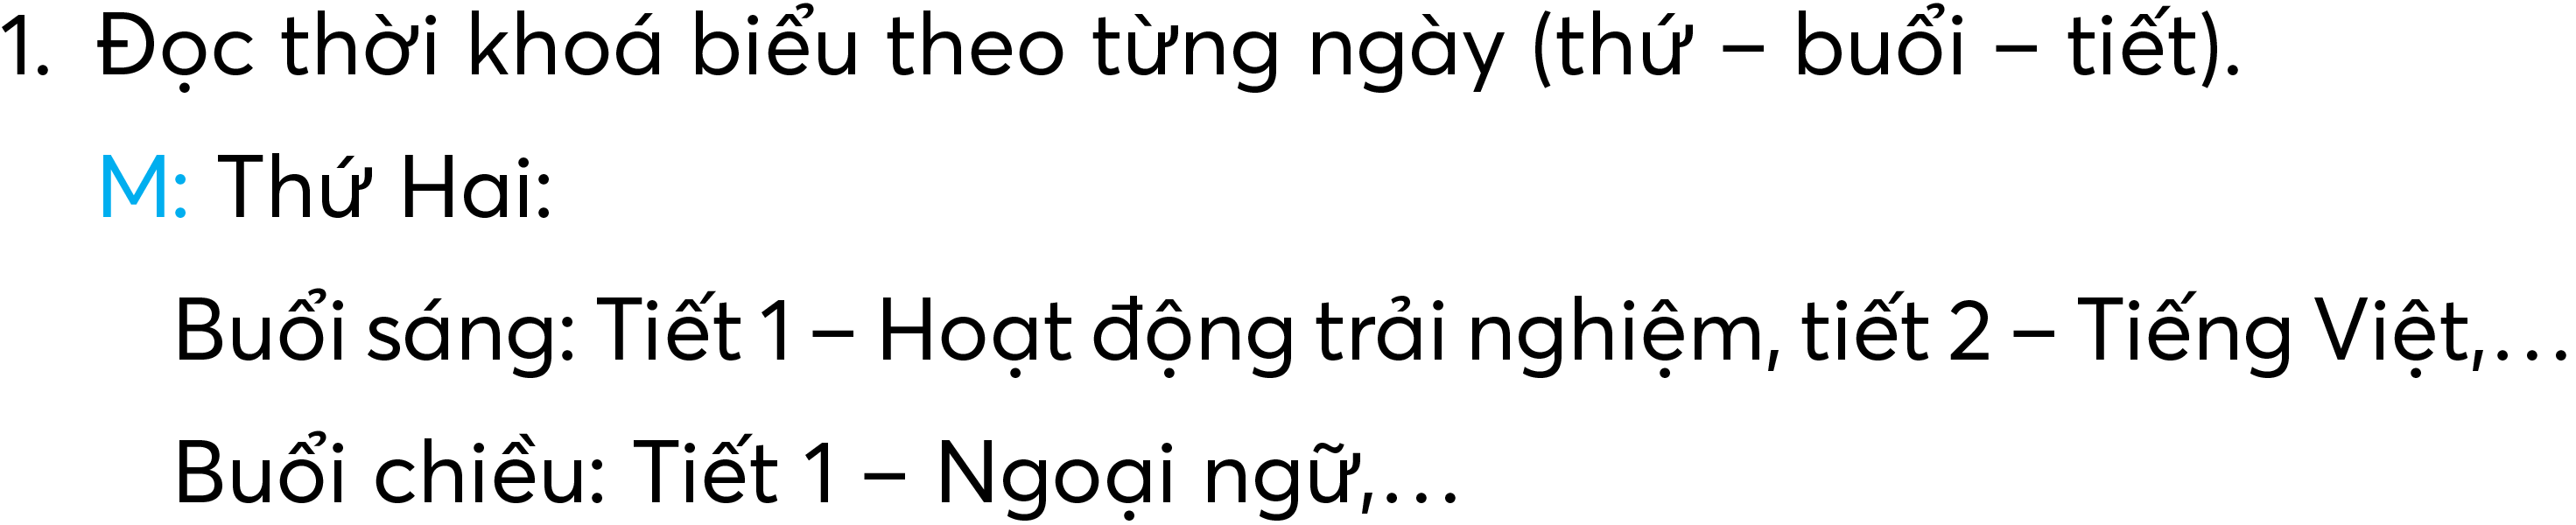 1. Đọc thời khoá biểu theo từng ngày (thứ – buổi – tiết).
M: Thứ Hai:
Buổi sáng: Tiết 1 – Hoạt động trải nghiệm, tiết 2 – Tiếng Việt,...
Buổi chiều: Tiết 1 – Ngoại ngữ,...